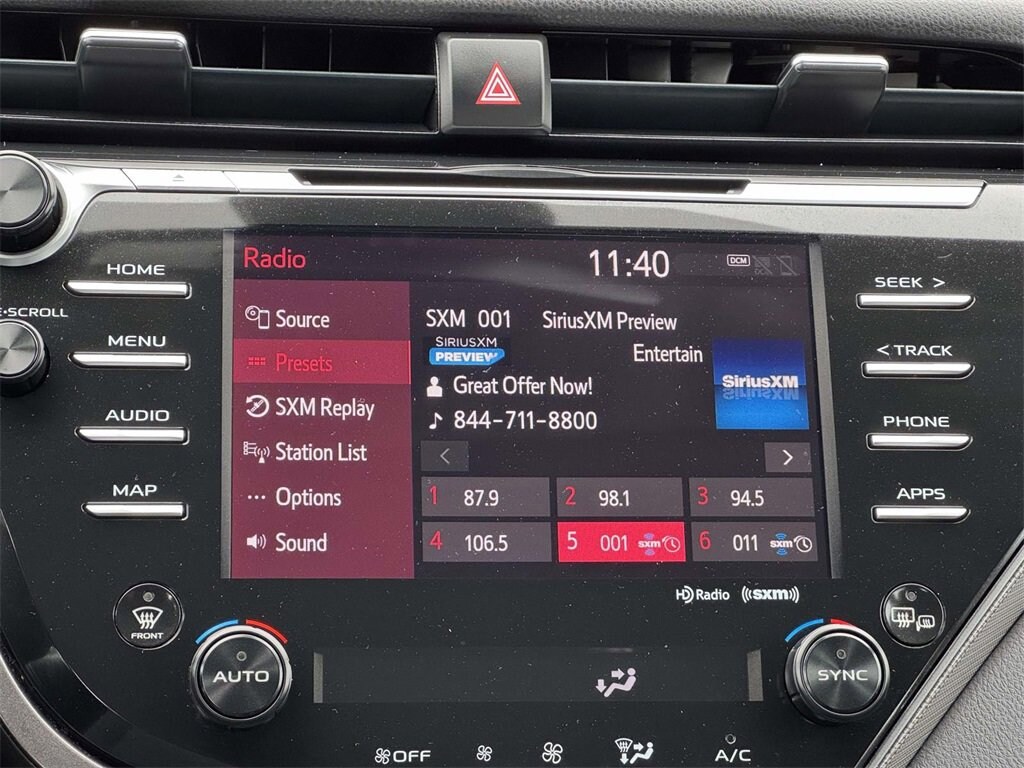 HOME
E·SCROLL
MENU
AUDIO
MAP
Radio
11:40
DCM
Source
Presets
SXM Replay
Station List
Options
Sound
SXM 001 SiriusXM Preview
SIRIUSXM
PREVIEW
Entertain
Great Offer Now!
844-711-8800
SiriusXM
< >
1 87.9
2 98.1
3 94.5
4 106.5
5 001 sxm
6 011 sxm
HD Radio ((sxm))
SEEK >
< TRACK
PHONE
APPS
FRONT
AUTO
SYNC
OFF
A/C